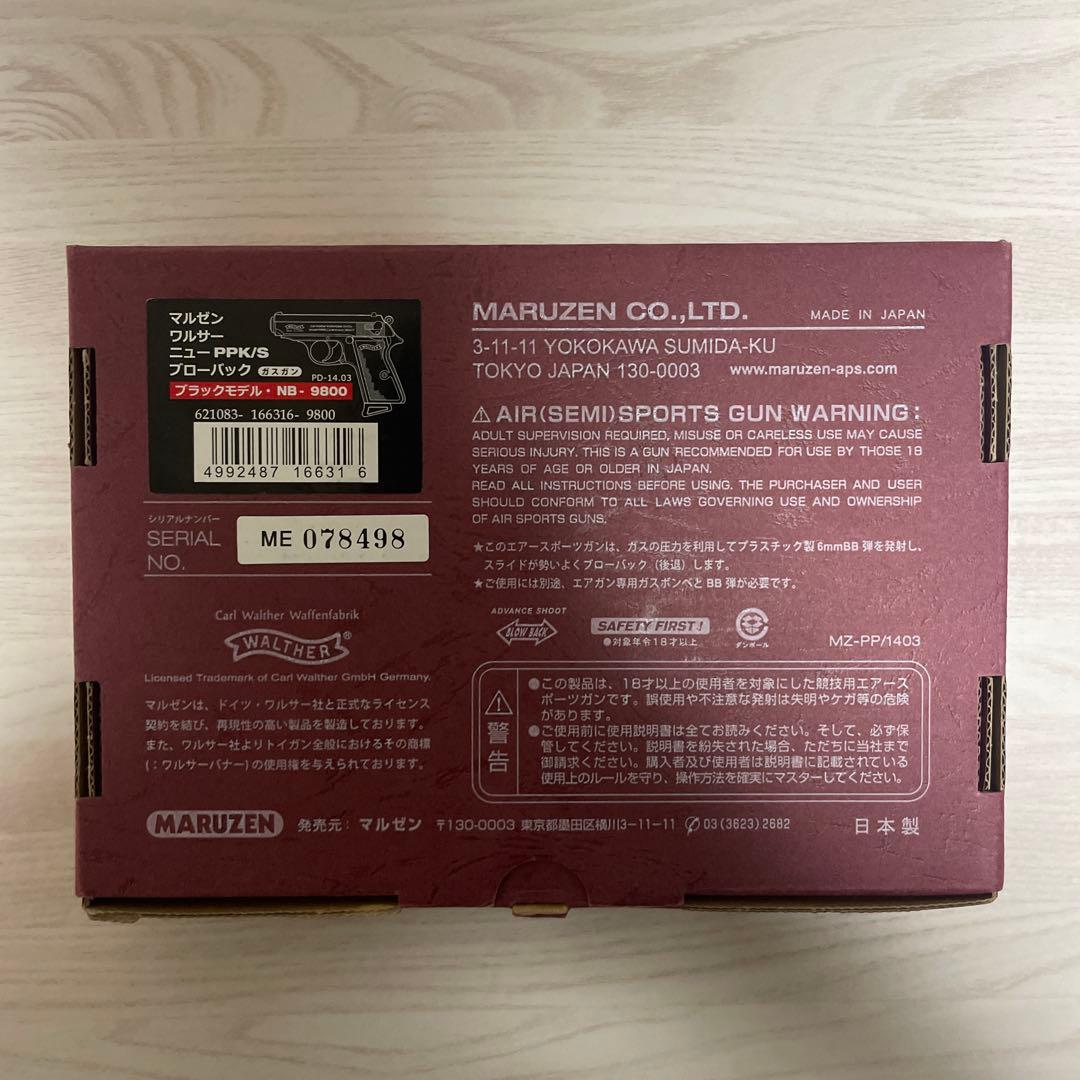 マルゼン
ワルサー
ニュー PPK/S
ブローバック ガスガン
PD-14.03
ブラックモデル・NB-9800
621083- 166316- 9800
4992487 16631 6
シリアルナンバー
SERIAL
NO.
ME 078498
Carl Walther Waffenfabrik
WALTHER®
Licensed Trademark of Carl Walther GmbH Germany.
マルゼンは、ドイツ・ワルサー社と正式なライセンス
契約を結び、再現性の高い製品を製造しております。
また、ワルサー社よりトイガン全般におけるその商標
(：ワルサーバナー)の使用権を与えられております。
MARUZEN CO.,LTD. MADE IN JAPAN
3-11-11 YOKOKAWA SUMIDA-KU
TOKYO JAPAN 130-0003 www.maruzen-aps.com
⚠ AIR(SEMI)SPORTS GUN WARNING:
ADULT SUPERVISION REQUIRED, MISUSE OR CARELESS USE MAY CAUSE
SERIOUS INJURY. THIS IS A GUN RECOMMENDED FOR USE BY THOSE 18
YEARS OF AGE OR OLDER IN JAPAN.
READ ALL INSTRUCTIONS BEFORE USING. THE PURCHASER AND USER
SHOULD CONFORM TO ALL LAWS GOVERNING USE AND OWNERSHIP
OF AIR SPORTS GUNS.
★このエアースポーツガンは、ガスの圧力を利用してプラスチック製6mmBB弾を発射し、
スライドが勢いよくブローバック（後退）します。
★ご使用には別途、エアガン専用ガスボンベとBB弾が必要です。
ADVANCE SHOOT
BLOW BACK
SAFETY FIRST!
●対象年令18才以上
ダンボール
MZ-PP/1403
警告
●この製品は、18才以上の使用者を対象にした競技用エアース
ポーツガンです。誤使用や不注意な発射は失明やケガ等の危険
があります。
●ご使用前に使用説明書は全てお読みください。そして、必ず保
管してください。説明書を紛失された場合、ただちに当社まで
御請求ください。購入者及び使用者は説明書に記載されている
使用上のルールを守り、操作方法を確実にマスターしてください。
MARUZEN 発売元: マルゼン 〒130-0003 東京都墨田区横川3-11-11 ✆03(3623)2682 日本製